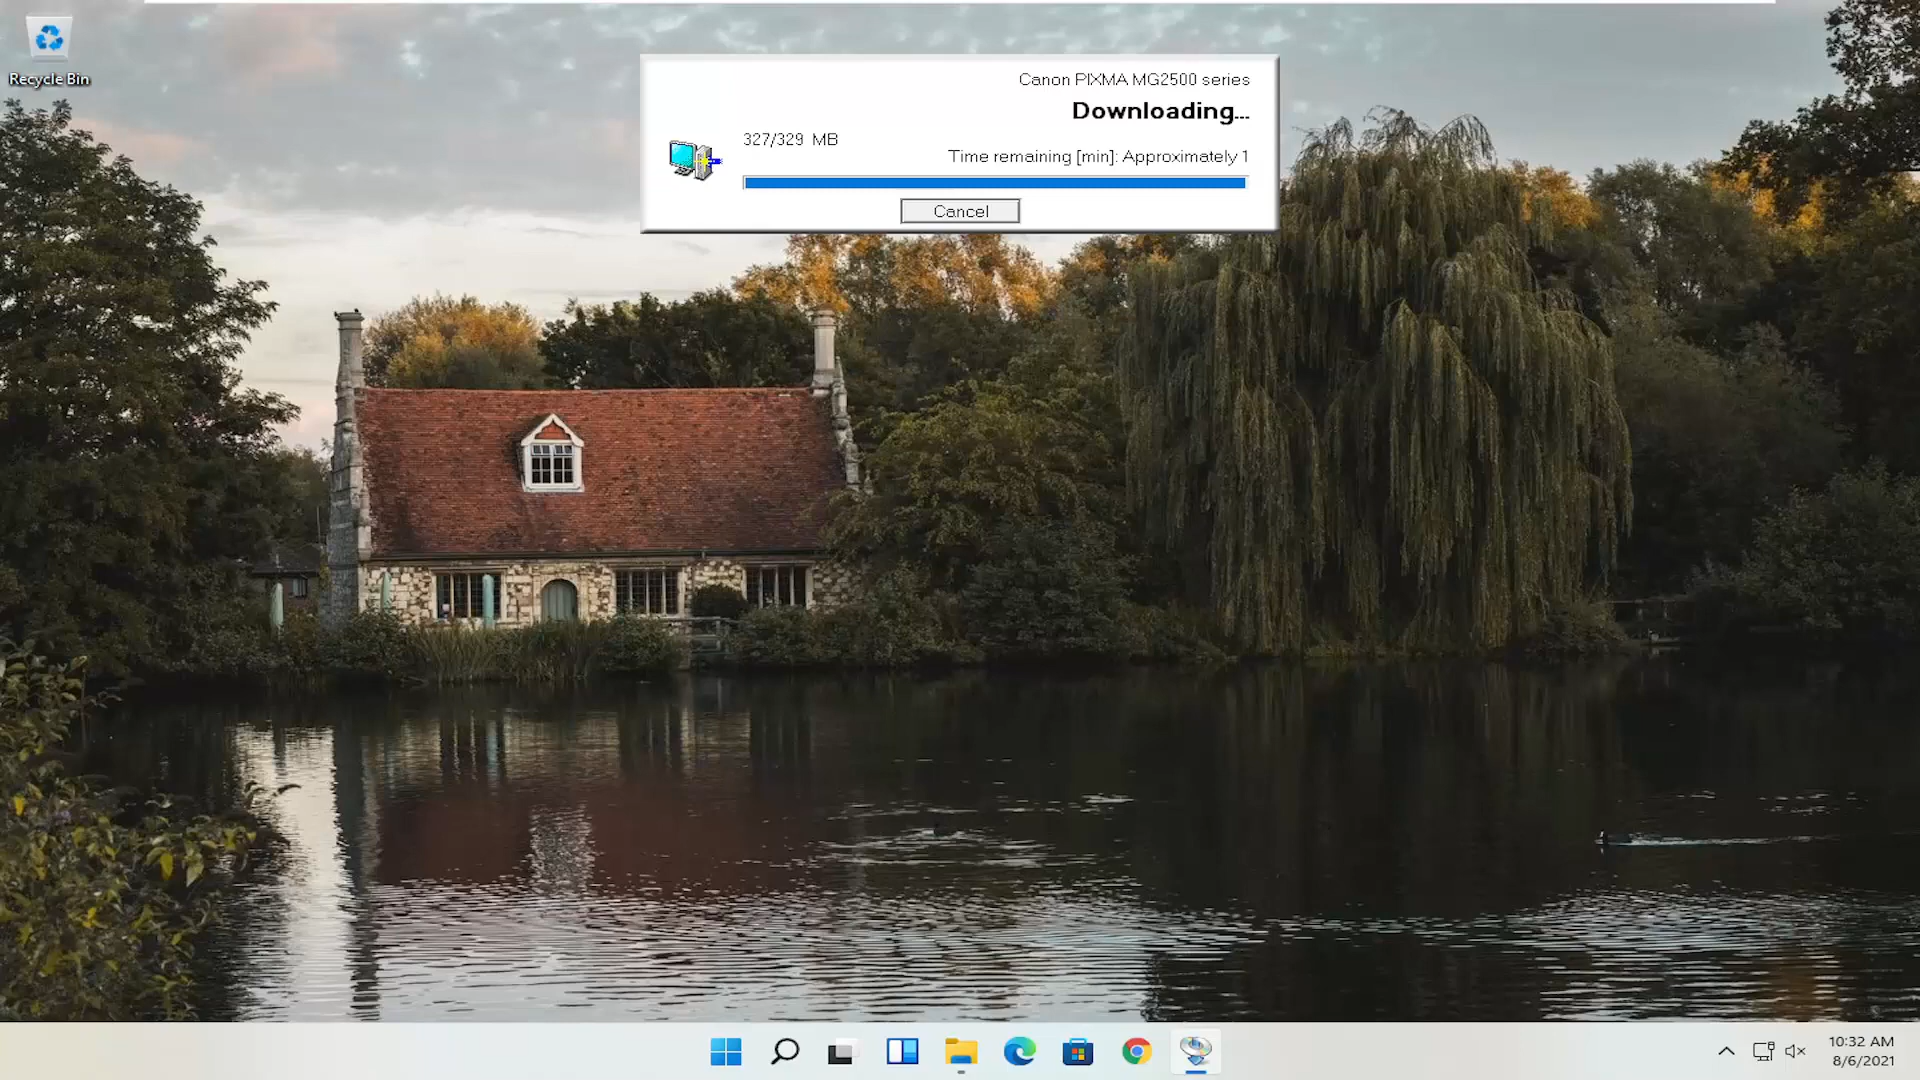 Recycle Bin
Canon PIXMA MG2500 series
Downloading...
327/329 MB
Time remaining [min]: Approximately 1
Cancel
10:32 AM
8/6/2021